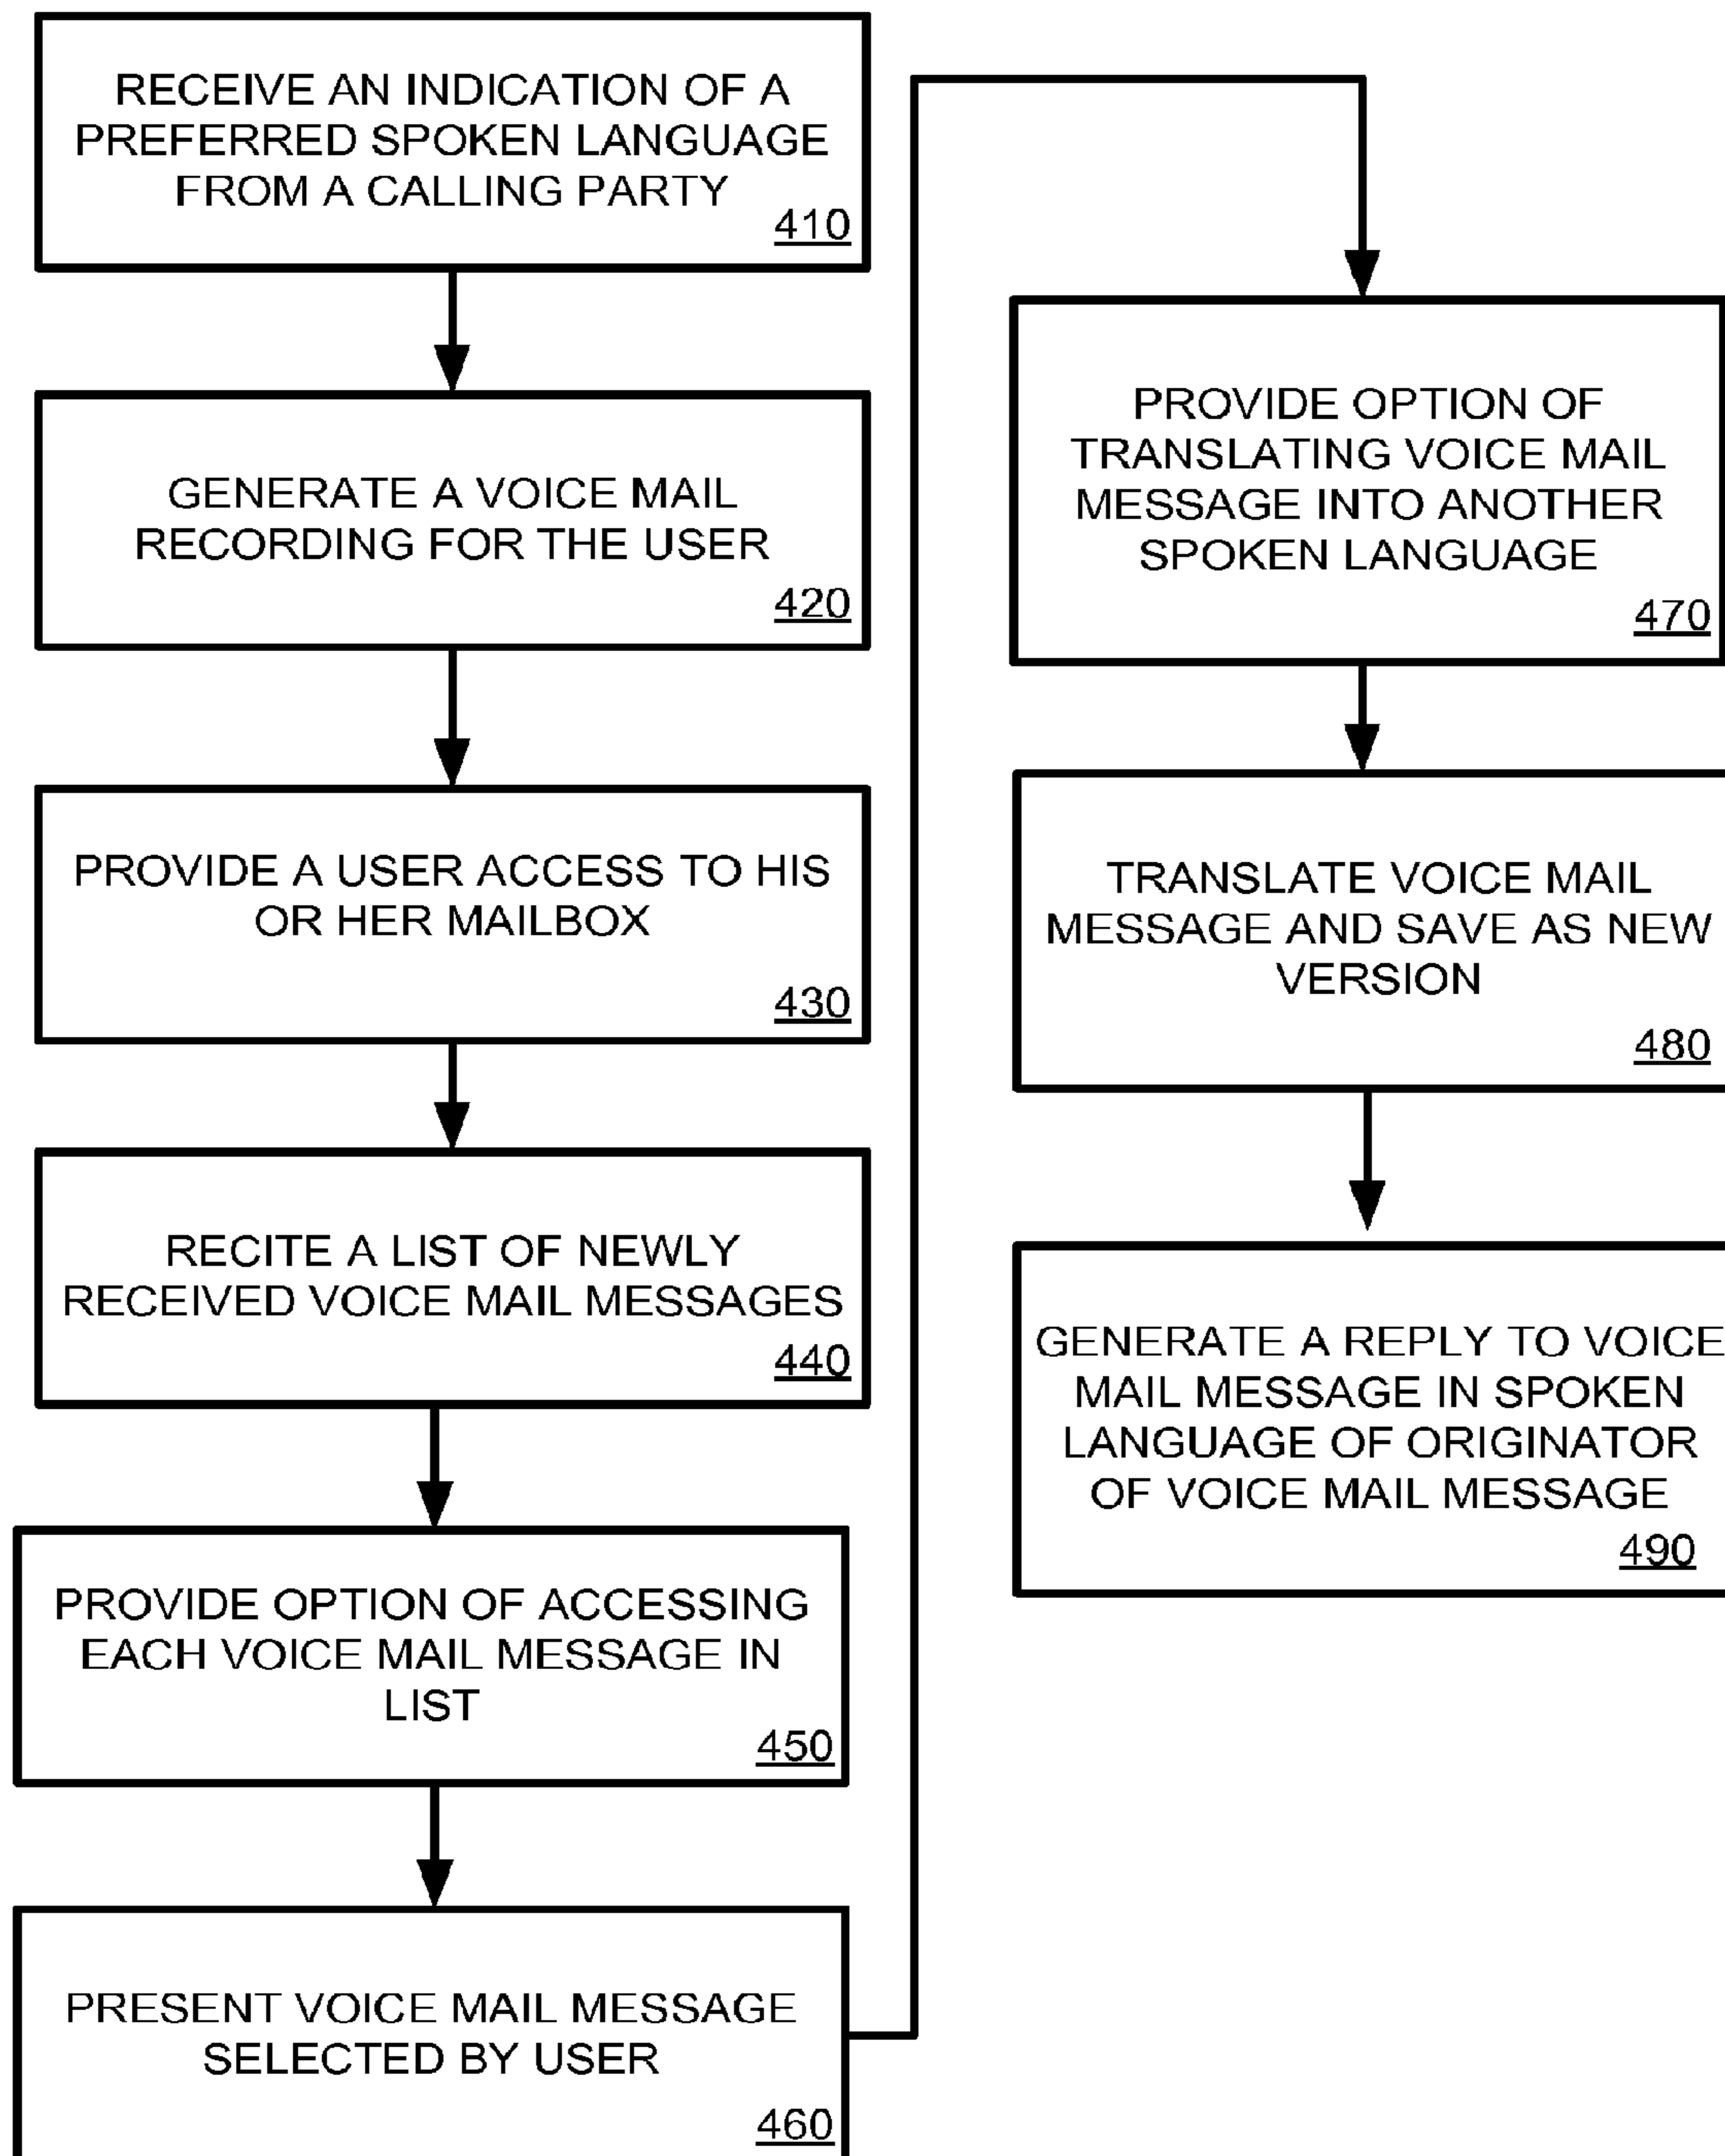 RECEIVE AN INDICATION OF A
PREFERRED SPOKEN LANGUAGE
FROM A CALLING PARTY
410
GENERATE A VOICE MAIL
RECORDING FOR THE USER
420
PROVIDE A USER ACCESS TO HIS
OR HER MAILBOX
430
RECITE A LIST OF NEWLY
RECEIVED VOICE MAIL MESSAGES
440
PROVIDE OPTION OF ACCESSING
EACH VOICE MAIL MESSAGE IN
LIST
450
PRESENT VOICE MAIL MESSAGE
SELECTED BY USER
460
PROVIDE OPTION OF
TRANSLATING VOICE MAIL
MESSAGE INTO ANOTHER
SPOKEN LANGUAGE
470
TRANSLATE VOICE MAIL
MESSAGE AND SAVE AS NEW
VERSION
480
GENERATE A REPLY TO VOICE
MAIL MESSAGE IN SPOKEN
LANGUAGE OF ORIGINATOR
OF VOICE MAIL MESSAGE
490